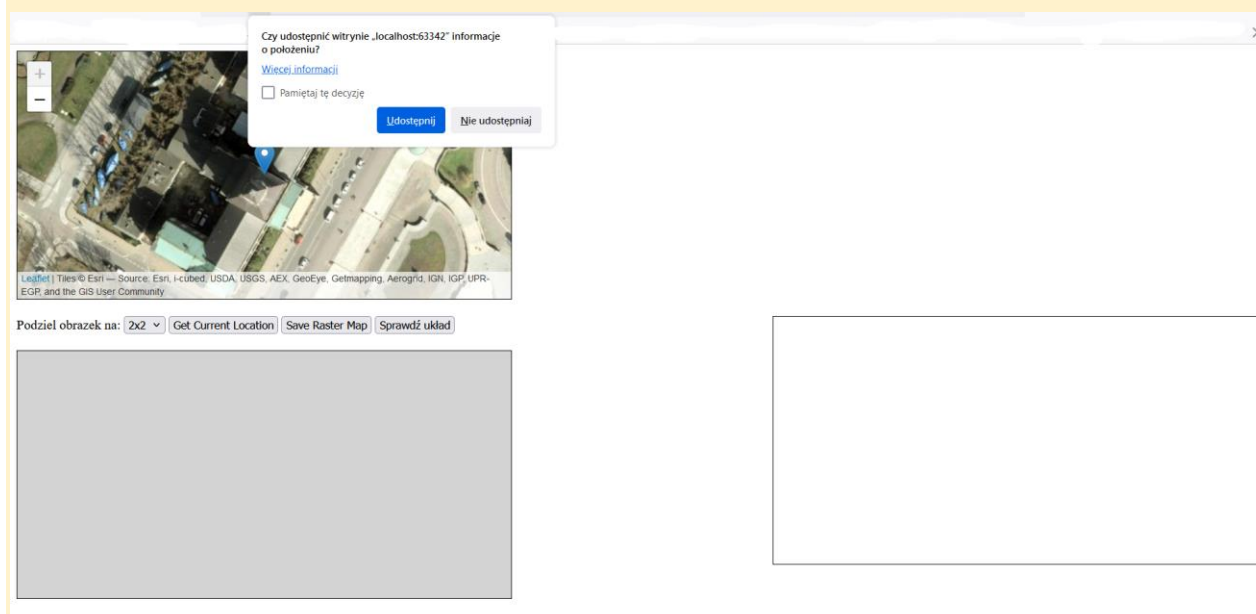 Czy udostępnić witrynie „localhost:63342” informacje
o położeniu?
Więcej informacji
Pamiętaj tę decyzję
Udostępnij Nie udostępniaj
+
−
Leaflet | Tiles © Esri — Source: Esri, i-cubed, USDA, USGS, AEX, GeoEye, Getmapping, Aerogrid, IGN, IGP, UPR-
EGP, and the GIS User Community
Podziel obrazek na: 2x2 Get Current Location Save Raster Map Sprawdź układ